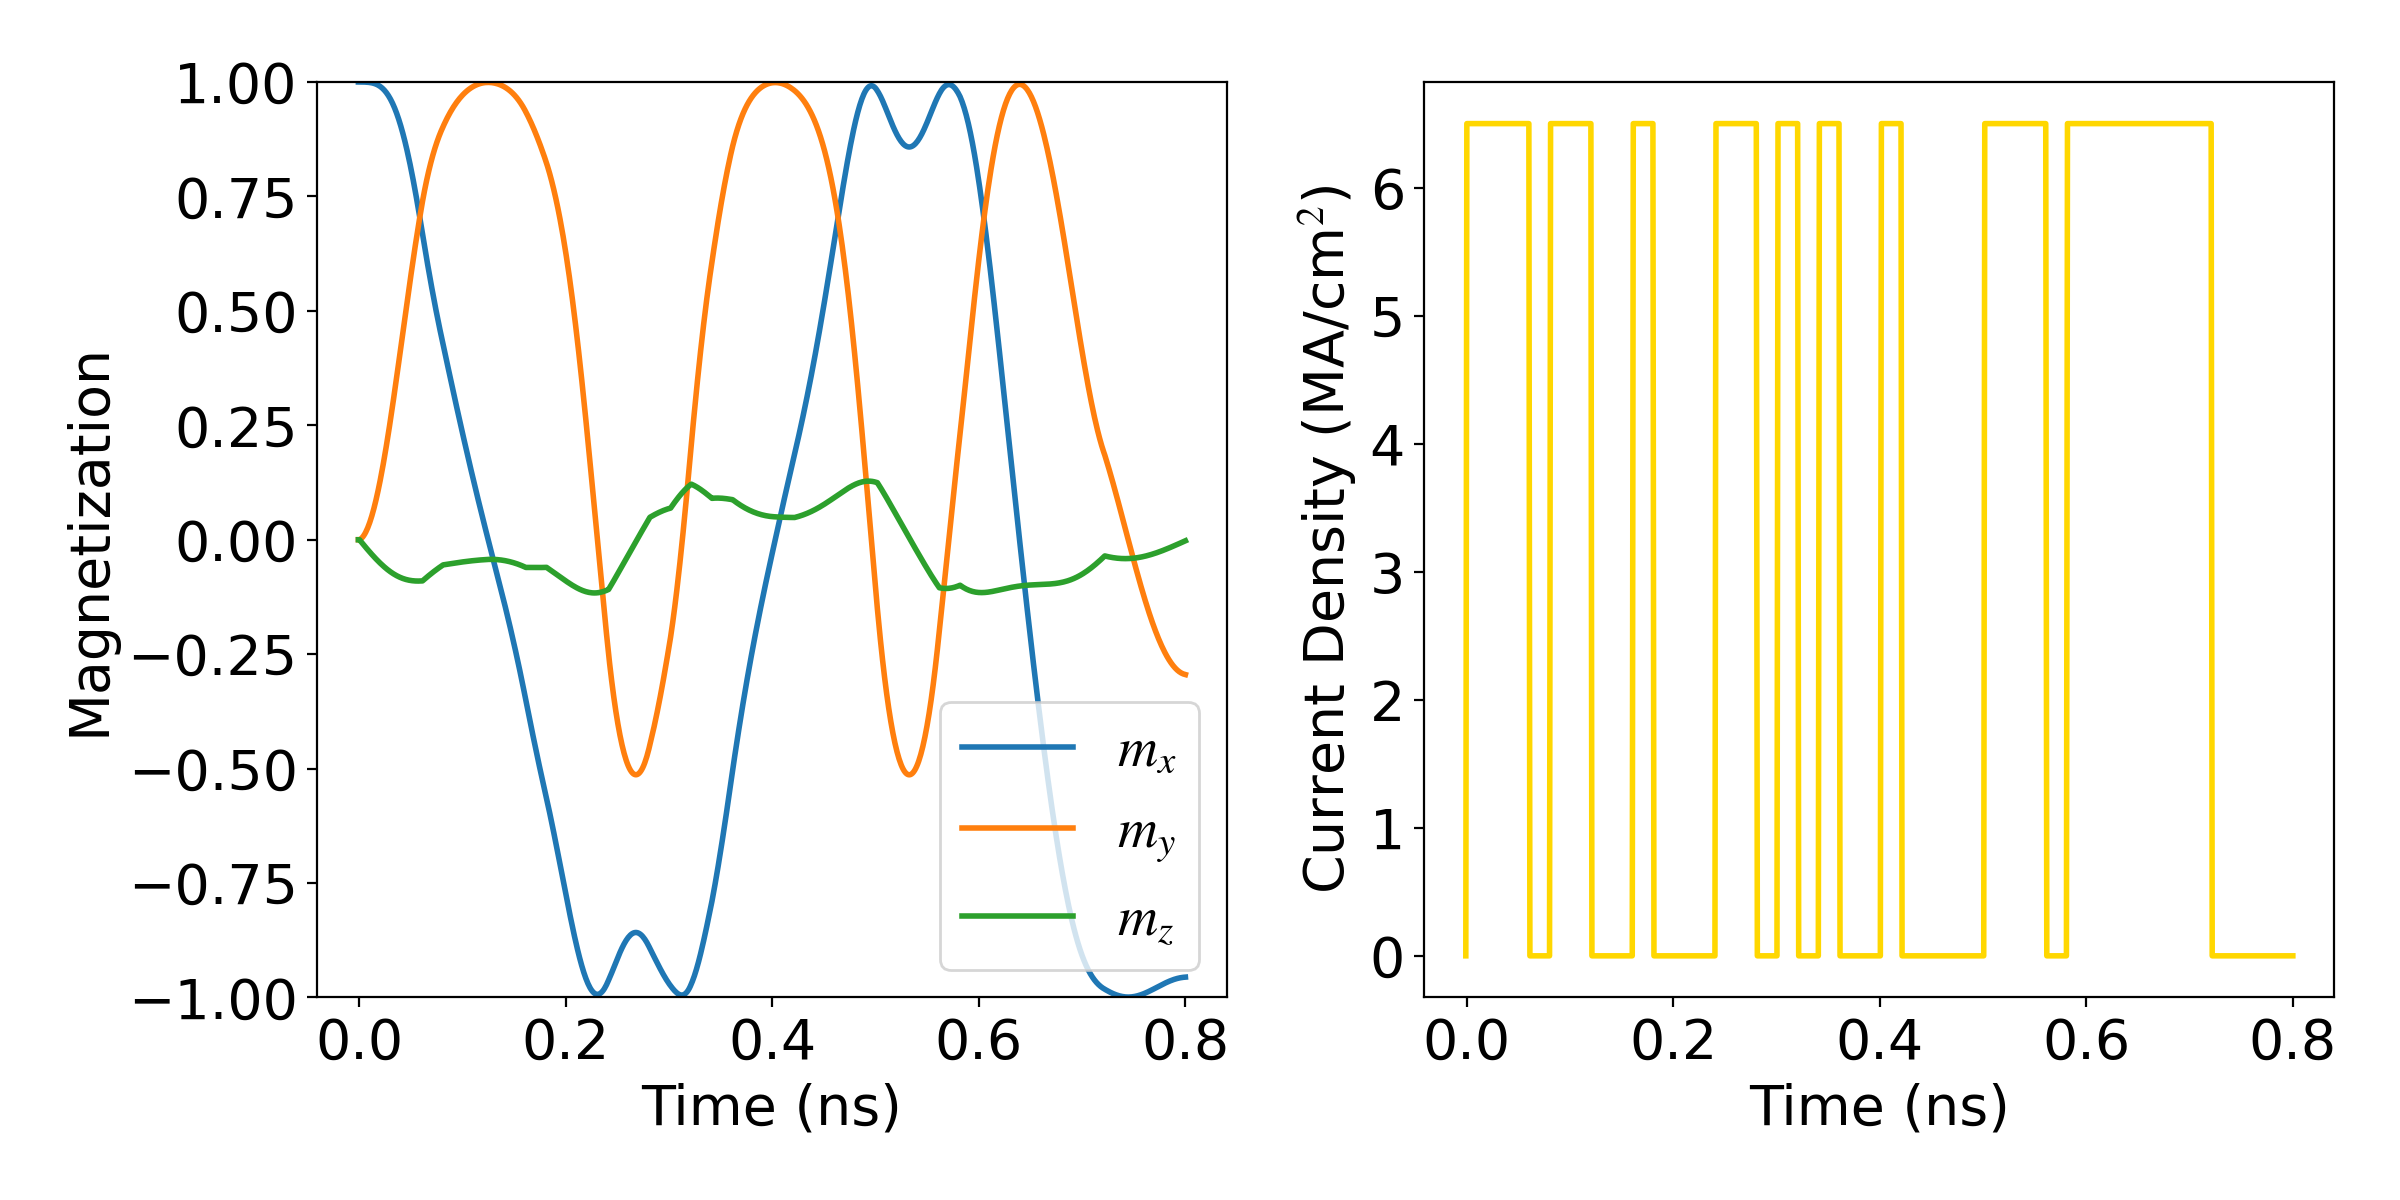 1.00
0.75
0.50
0.25
0.00
−0.25
−0.50
−0.75
−1.00
Magnetization
0.0 0.2 0.4 0.6 0.8
Time (ns)
m_x
m_y
m_z
6
5
4
3
2
1
0
Current Density (MA/cm²)
0.0 0.2 0.4 0.6 0.8
Time (ns)